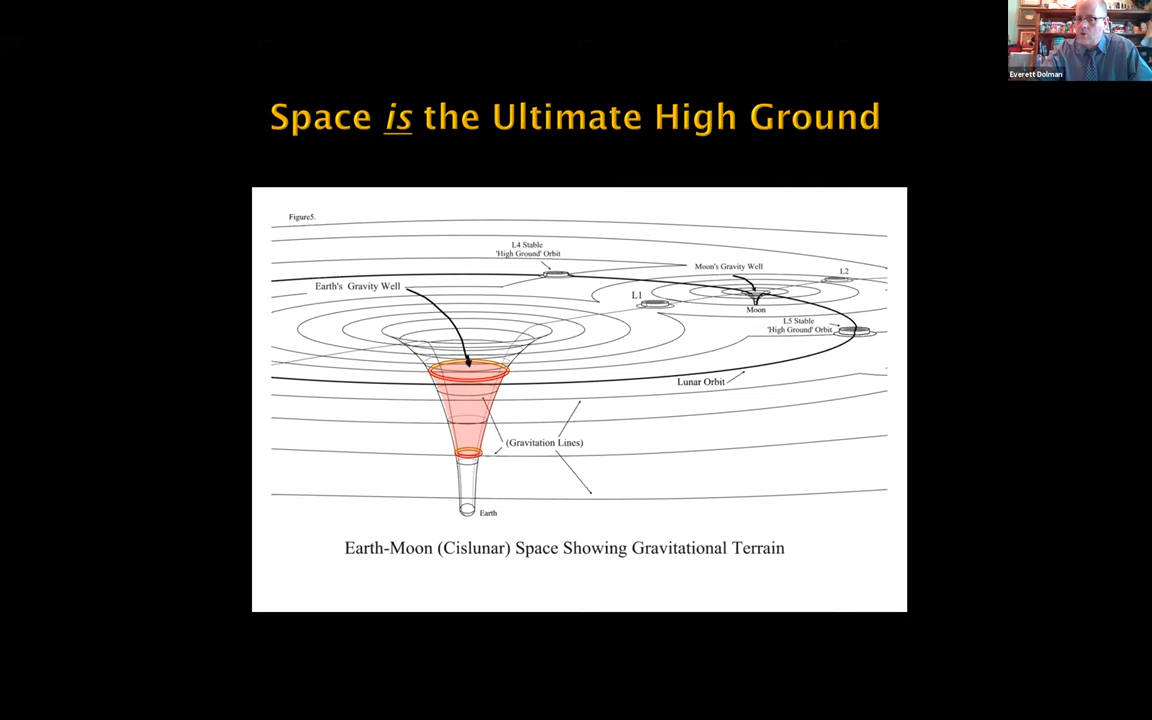 Everett Dolman
Space is the Ultimate High Ground
Figure5.
L4 Stable
'High Ground' Orbit
Moon's Gravity Well
L2
Earth's Gravity Well
L1
Moon
L5 Stable
'High Ground' Orbit
Lunar Orbit
(Gravitation Lines)
Earth
Earth-Moon (Cislunar) Space Showing Gravitational Terrain